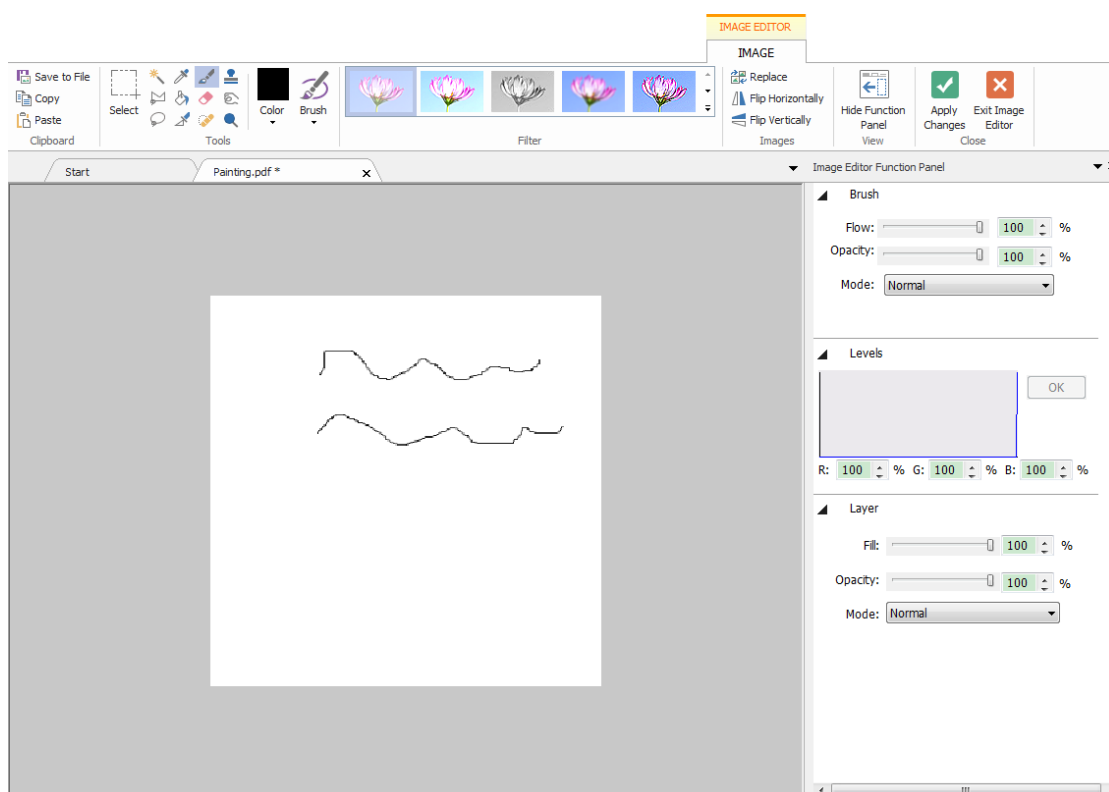 IMAGE EDITOR
IMAGE
Save to File
Copy
Paste
Clipboard
Select
Tools
Color
Brush
Filter
Replace
Flip Horizontally
Flip Vertically
Images
Hide Function
Panel
View
Apply
Changes
Exit Image
Editor
Close
Start
Painting.pdf *
Image Editor Function Panel
Brush
Flow: 100 %
Opacity: 100 %
Mode: Normal
Levels
OK
R: 100 % G: 100 % B: 100 %
Layer
Fill: 100 %
Opacity: 100 %
Mode: Normal